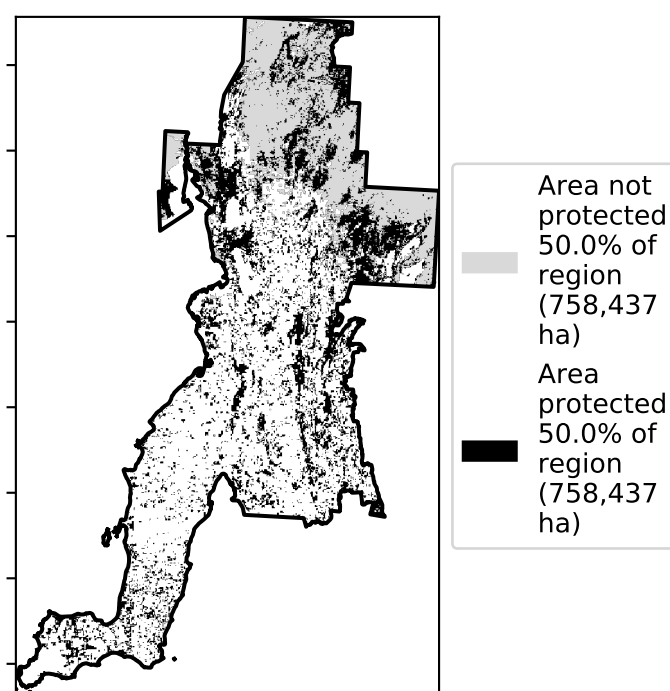 Area not
protected
50.0% of
region
(758,437
ha)
Area
protected
50.0% of
region
(758,437
ha)